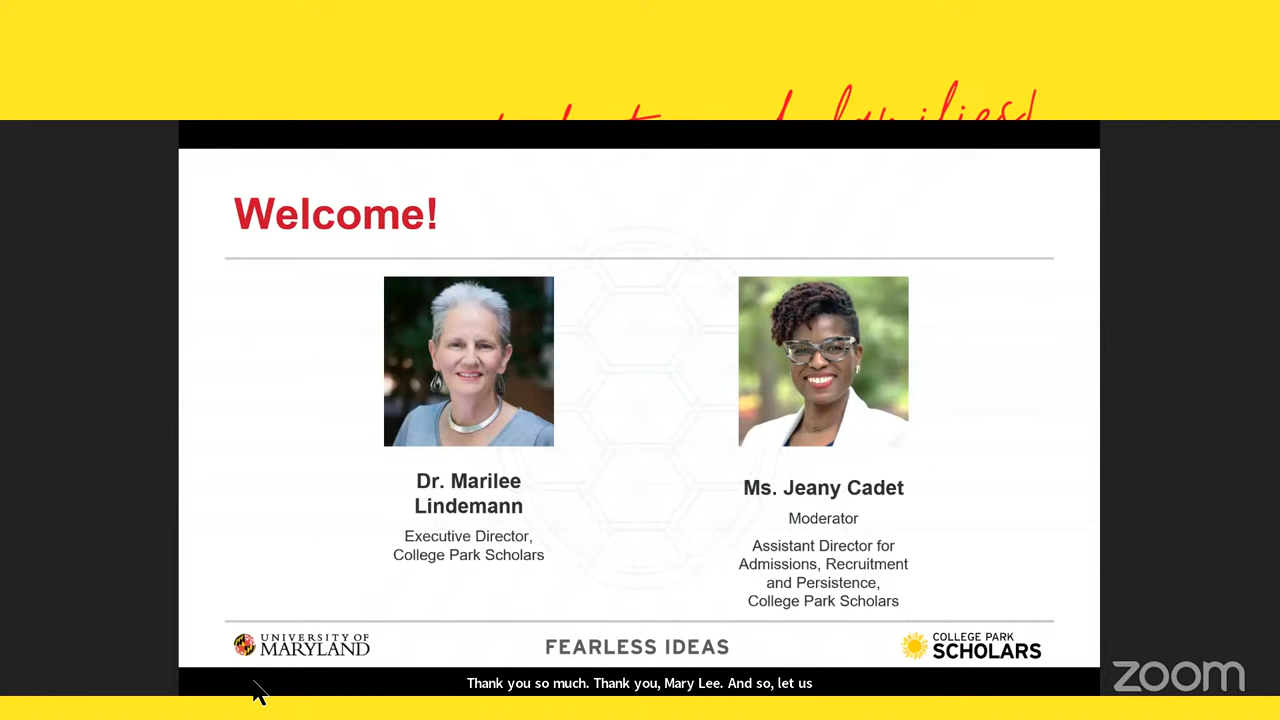 families!
Welcome!
Dr. Marilee
Lindemann
Executive Director,
College Park Scholars
Ms. Jeany Cadet
Moderator
Assistant Director for
Admissions, Recruitment
and Persistence,
College Park Scholars
UNIVERSITY OF
MARYLAND
FEARLESS IDEAS
COLLEGE PARK
SCHOLARS
Thank you so much. Thank you, Mary Lee. And so, let us
zoom